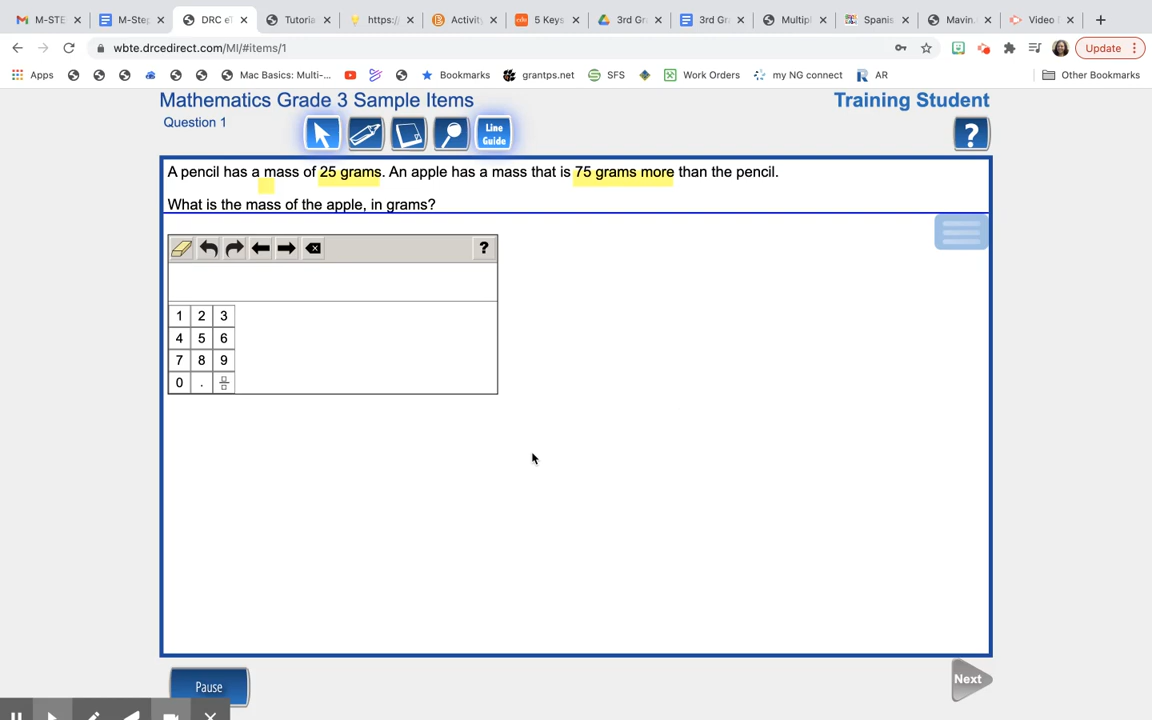 M-STE
M-Step
DRC eT
Tutoria
https:/
Activity
5 Keys
3rd Gr
3rd Gr
Multipl
Spanis
Mavin.
Video
wbte.drcedirect.com/MI/#items/1
Update
Apps
Mac Basics: Multi-...
Bookmarks
grantps.net
SFS
Work Orders
my NG connect
AR
Other Bookmarks
Mathematics Grade 3 Sample Items
Training Student
Question 1
Line
Guide
?
A pencil has a mass of 25 grams. An apple has a mass that is 75 grams more than the pencil.
What is the mass of the apple, in grams?
?
1 2 3
4 5 6
7 8 9
0 .
Pause
Next